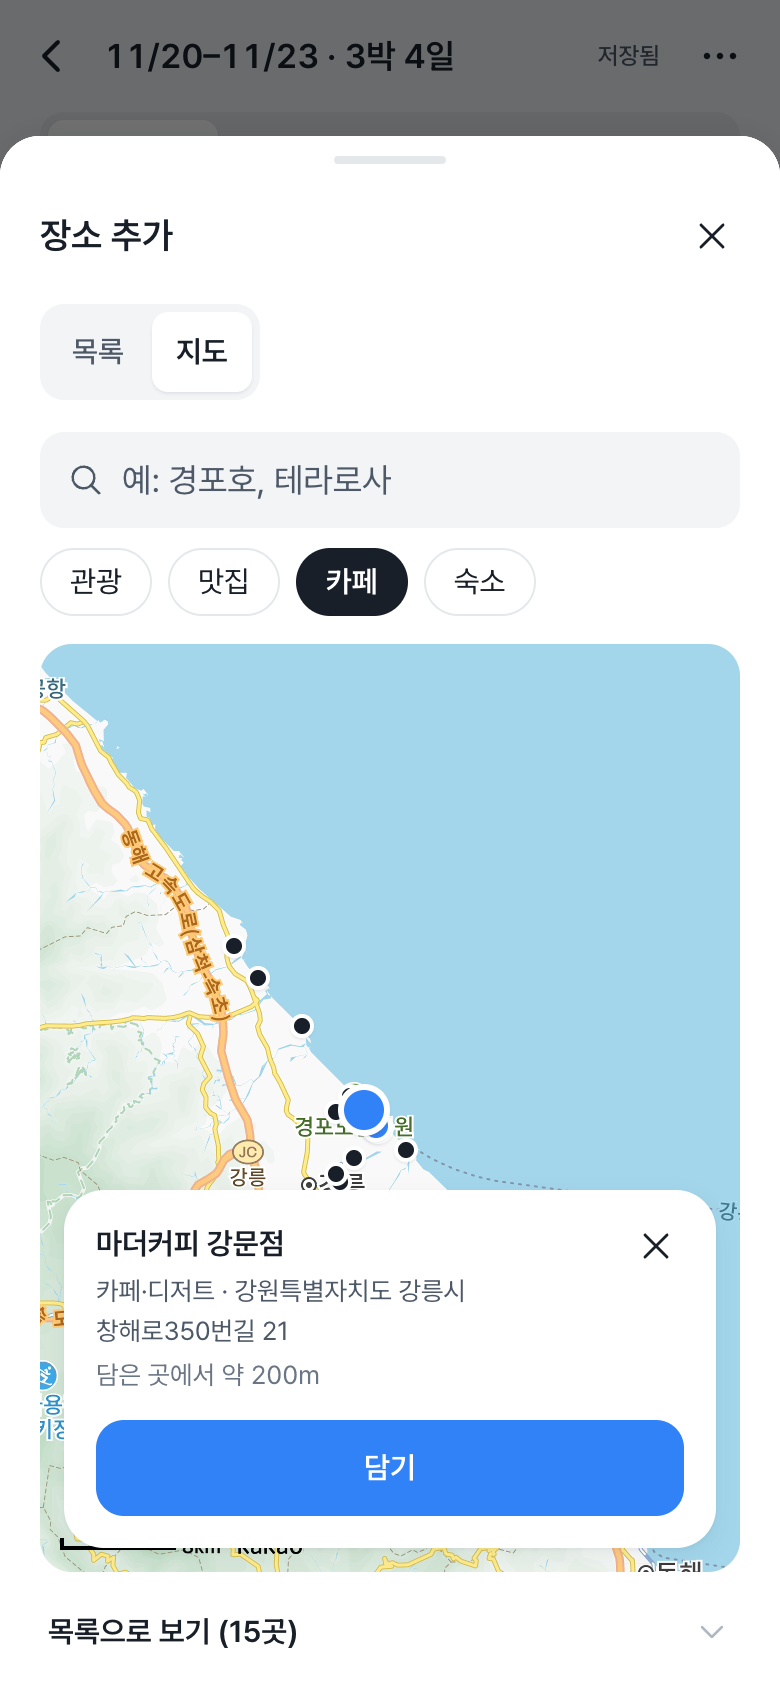 11/20–11/23 · 3박 4일
저장됨
장소 추가
목록
지도
예: 경포호, 테라로사
관광
맛집
카페
숙소
동해고속도로(삼척-속초)
원
JC
강릉
마더커피 강문점
카페·디저트 · 강원특별자치도 강릉시
창해로350번길 21
담은 곳에서 약 200m
담기
동해
목록으로 보기 (15곳)